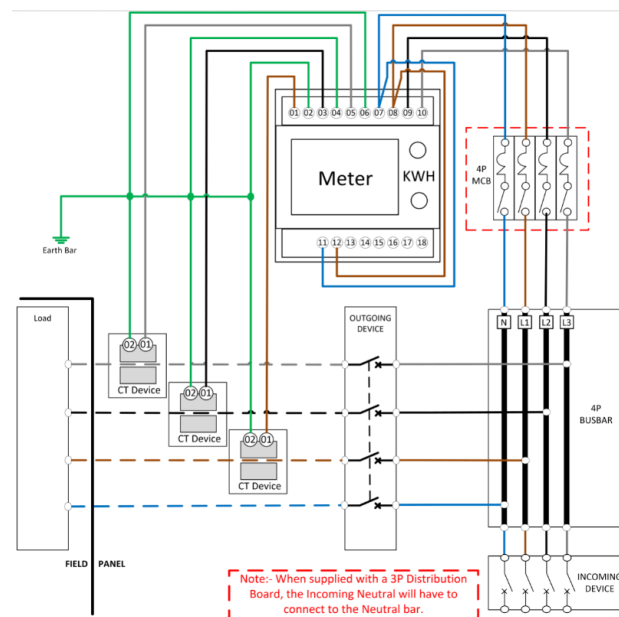 01 02 03 04 05 06 07 08 09 10
Meter
KWH
4P
MCB
11 12 13 14 15 16 17 18
Earth Bar
Load
OUTGOING
DEVICE
N L1 L2 L3
02 01
CT Device
02 01
CT Device
02 01
CT Device
4P
BUSBAR
FIELD PANEL
INCOMING
DEVICE
Note:- When supplied with a 3P Distribution
Board, the Incoming Neutral will have to
connect to the Neutral bar.